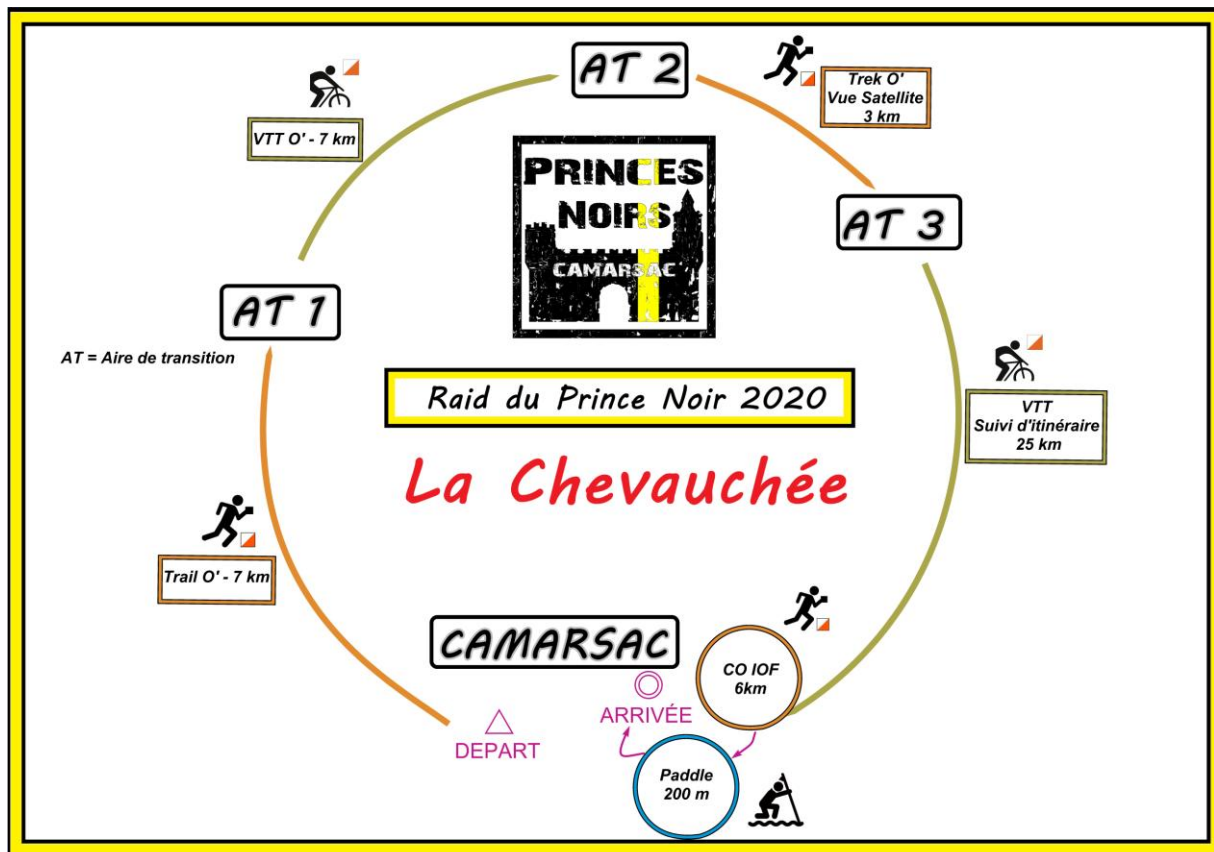 AT 2
Trek O'
Vue Satellite
3 km
VTT O' - 7 km
PRINCES
NOIRS
CAMARSAC
AT 3
AT 1
AT = Aire de transition
Raid du Prince Noir 2020
La Chevauchée
VTT
Suivi d'itinéraire
25 km
Trail O' - 7 km
CAMARSAC
CO IOF
6km
ARRIVÉE
DEPART
Paddle
200 m